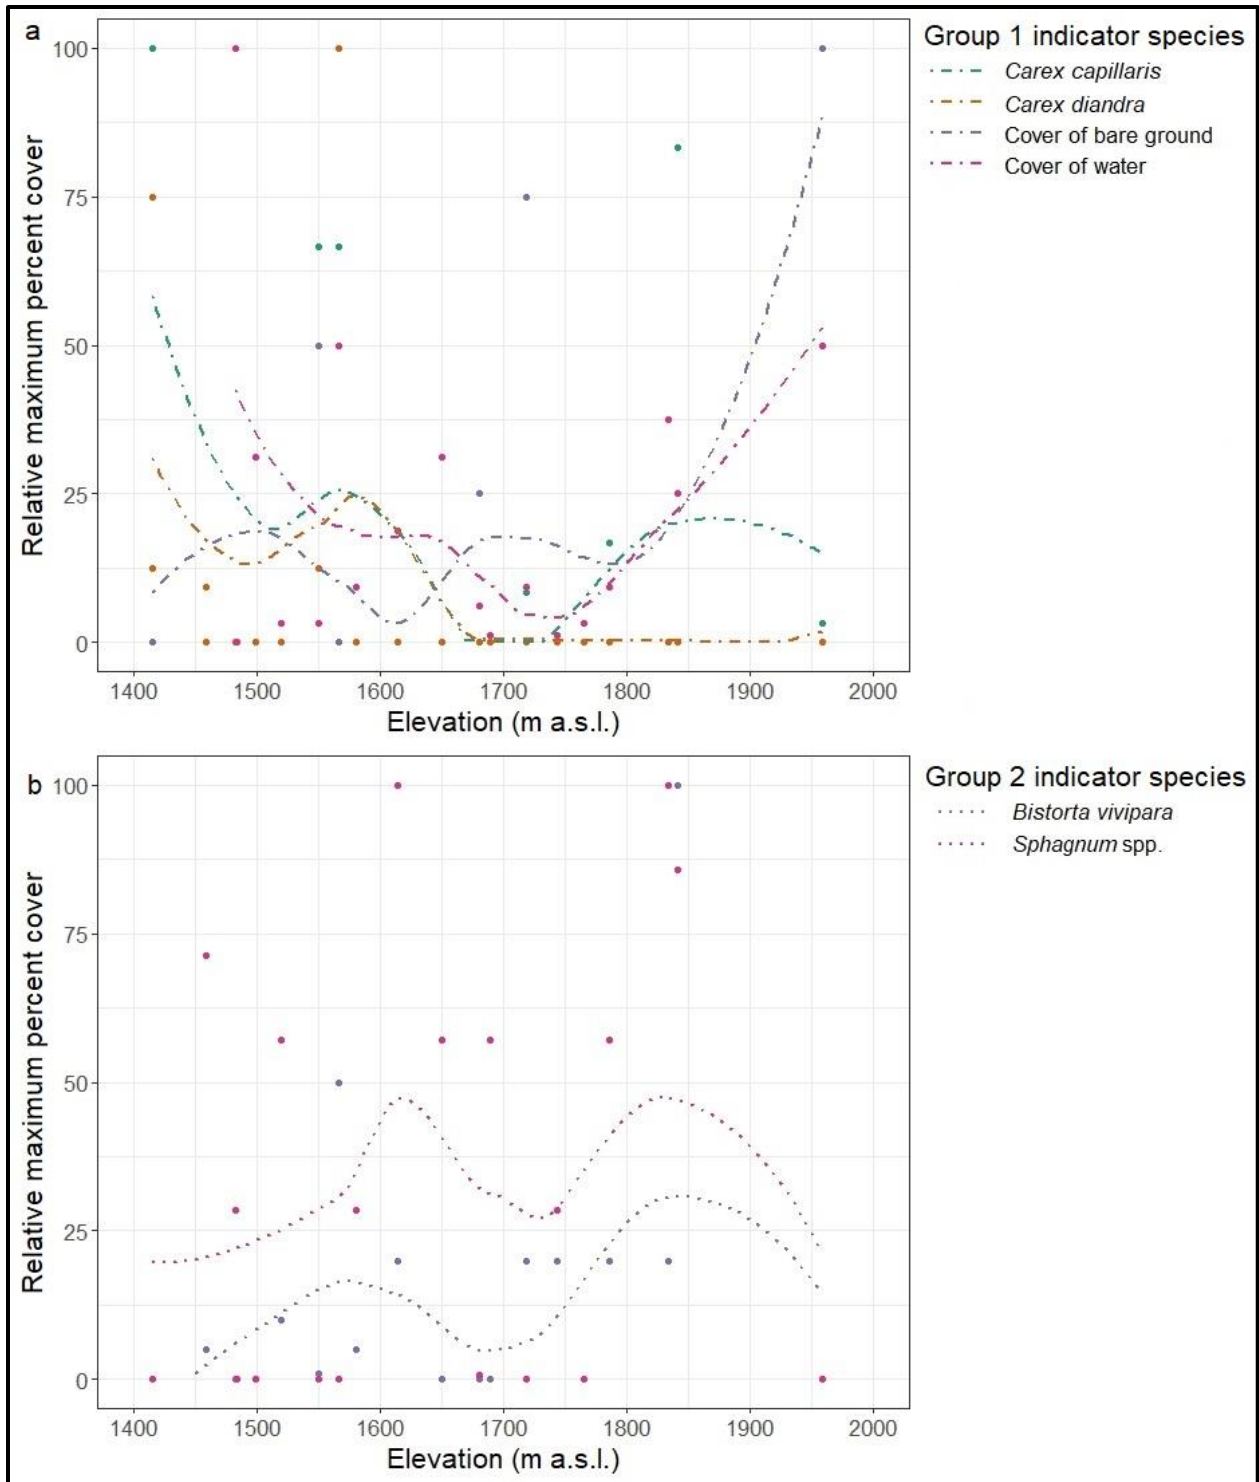 a
Group 1 indicator species
Carex capillaris
Carex diandra
Cover of bare ground
Cover of water
Relative maximum percent cover
100
75
50
25
0
1400 1500 1600 1700 1800 1900 2000
Elevation (m a.s.l.)
b
Group 2 indicator species
Bistorta vivipara
Sphagnum spp.
Relative maximum percent cover
100
75
50
25
0
1400 1500 1600 1700 1800 1900 2000
Elevation (m a.s.l.)